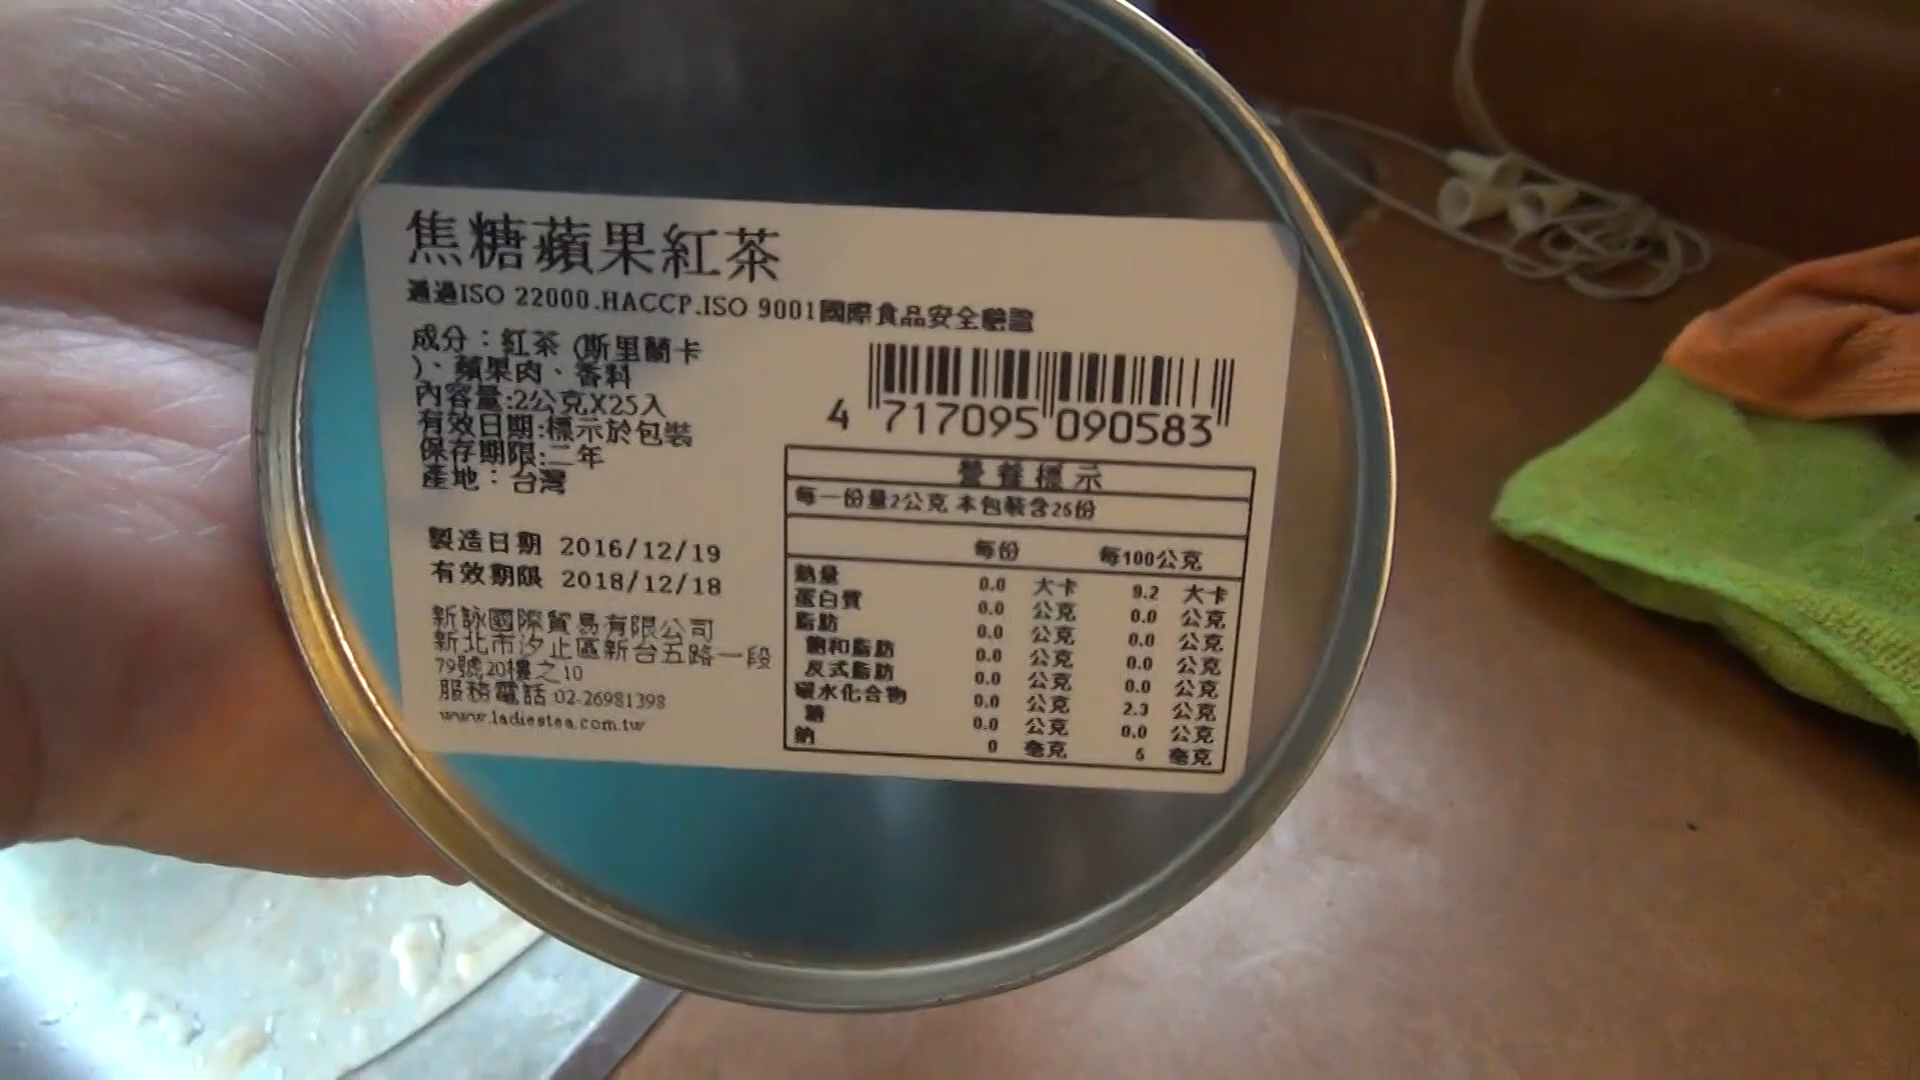 焦糖蘋果紅茶
通過ISO 22000.HACCP.ISO 9001國際食品安全驗證
成分：紅茶 (斯里蘭卡
)、蘋果肉、香料
內容量:2公克X25入
有效日期:標示於包裝
保存期限:二年
產地：台灣
製造日期 2016/12/19
有效期限 2018/12/18
新詠國際貿易有限公司
新北市汐止區新台五路一段
79號20樓之10
服務電話:02-26981398
www.ladiestea.com.tw
4 717095 090583
營養標示
每一份量2公克 本包裝含25份
每份 每100公克
熱量 0.0 大卡 9.2 大卡
蛋白質 0.0 公克 0.0 公克
脂肪 0.0 公克 0.0 公克
飽和脂肪 0.0 公克 0.0 公克
反式脂肪 0.0 公克 0.0 公克
碳水化合物 0.0 公克 2.3 公克
糖 0.0 公克 0.0 公克
鈉 0 毫克 5 毫克